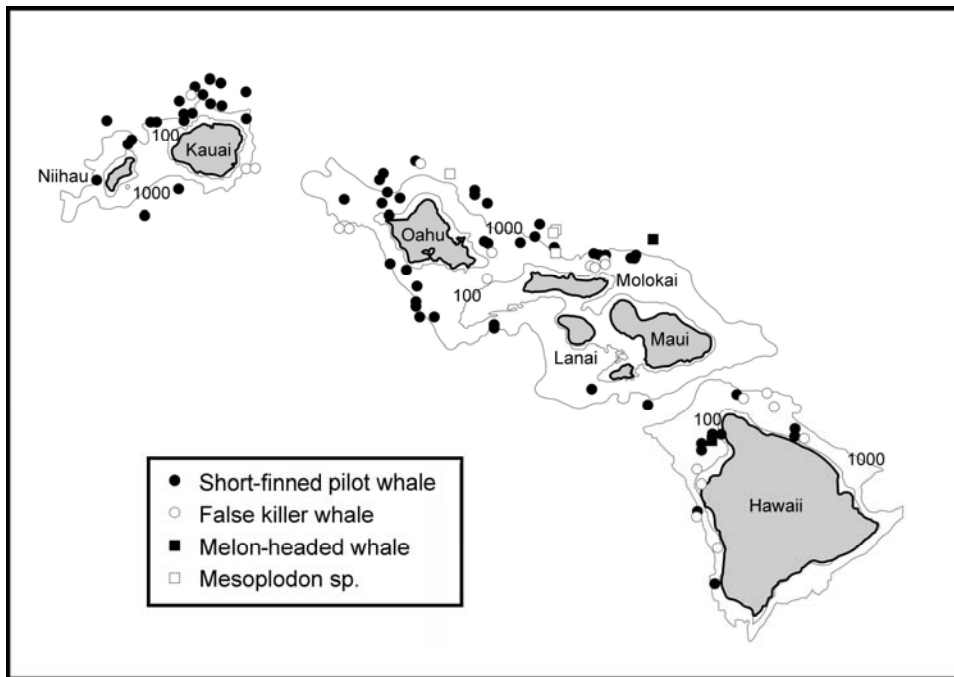 100
Kauai
Niihau
1000
Oahu
1000
100
Molokai
Maui
Lanai
100
1000
Hawaii
Short-finned pilot whale
False killer whale
Melon-headed whale
Mesoplodon sp.